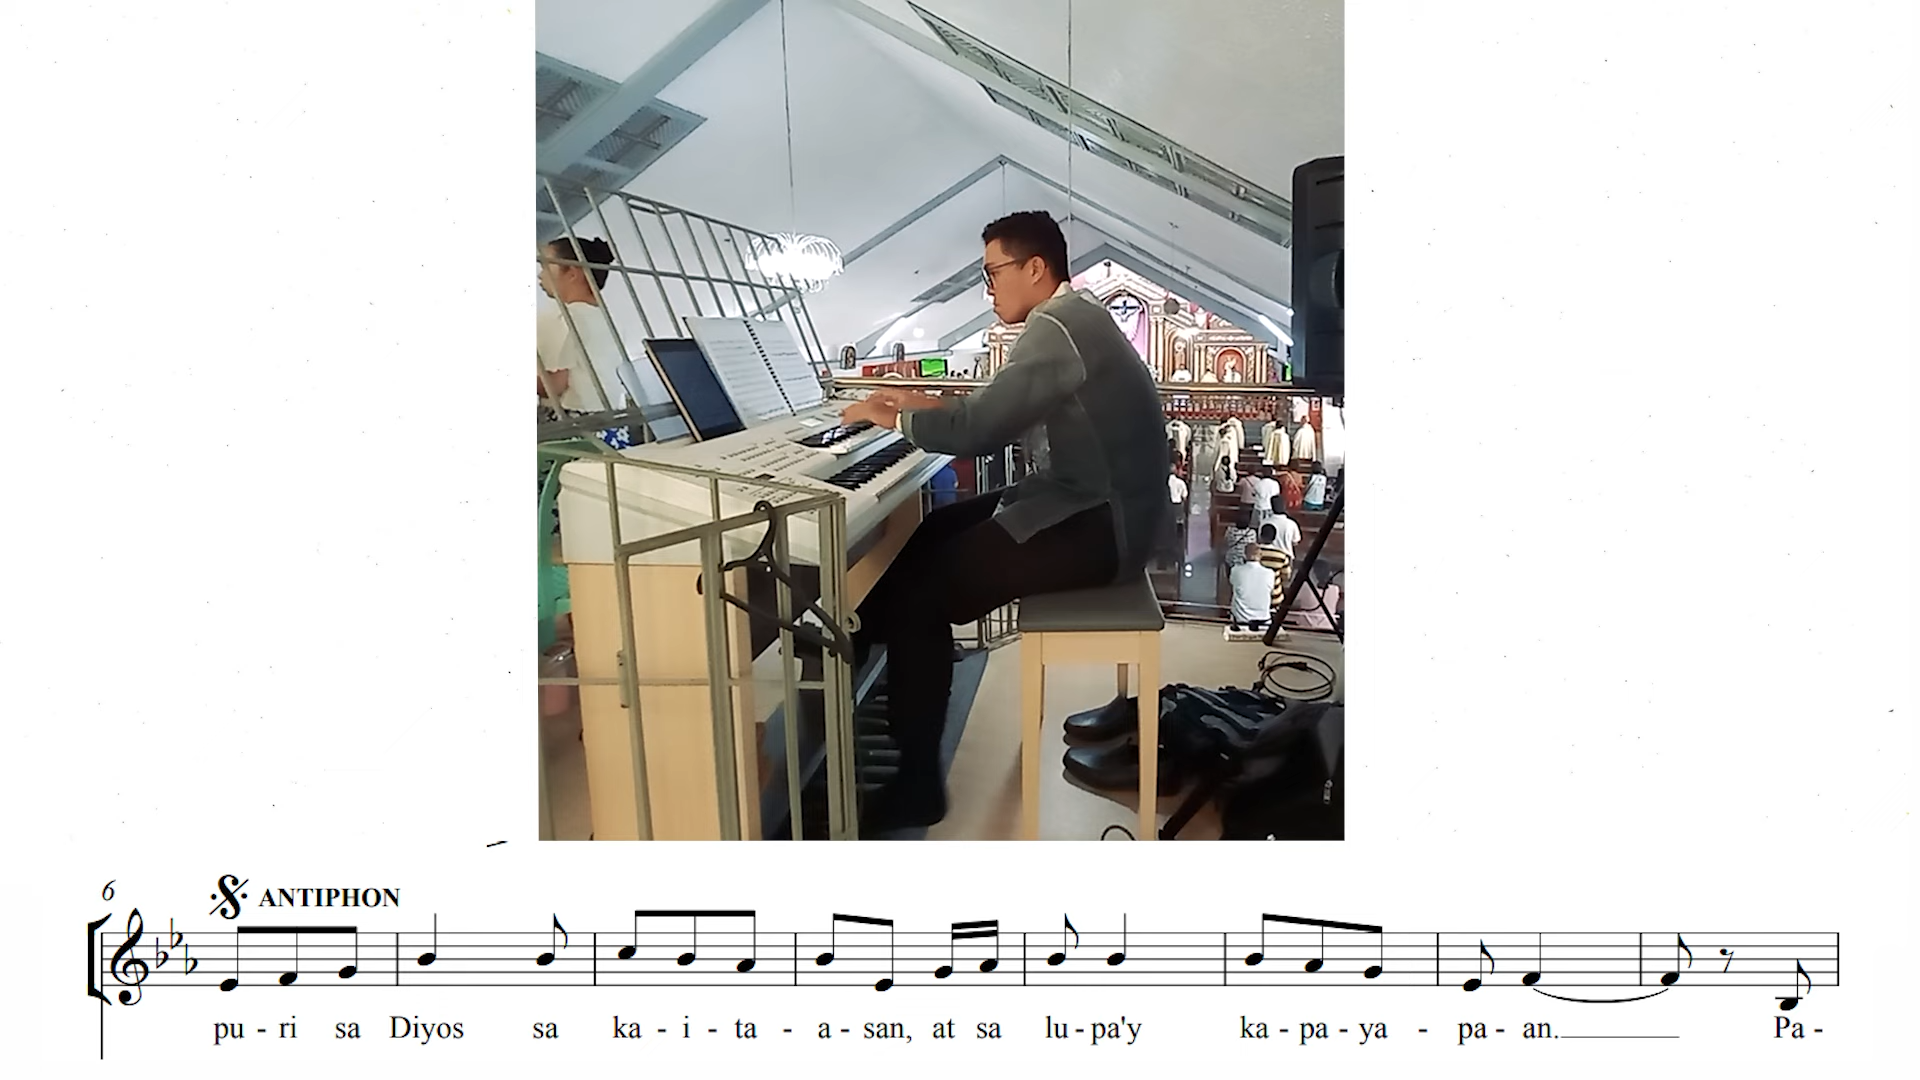 6
ANTIPHON
pu - ri sa Diyos sa ka - i - ta - a - san, at sa lu - pa'y ka - pa - ya - pa - an. Pa -